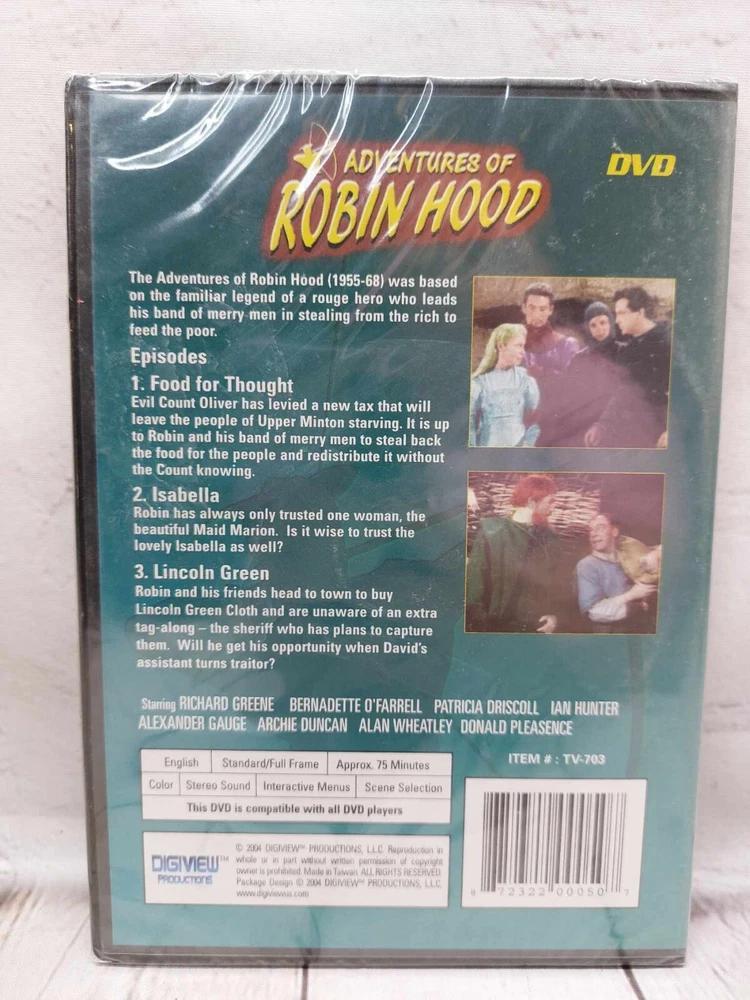 ADVENTURES OF
ROBIN HOOD
DVD
The Adventures of Robin Hood (1955-68) was based
on the familiar legend of a rouge hero who leads
his band of merry men in stealing from the rich to
feed the poor.
Episodes
1. Food for Thought
Evil Count Oliver has levied a new tax that will
leave the people of Upper Minton starving. It is up
to Robin and his band of merry men to steal back
the food for the people and redistribute it without
the Count knowing.
2. Isabella
Robin has always only trusted one woman, the
beautiful Maid Marion. Is it wise to trust the
lovely Isabella as well?
3. Lincoln Green
Robin and his friends head to town to buy
Lincoln Green Cloth and are unaware of an extra
tag-along – the sheriff who has plans to capture
them. Will he get his opportunity when David's
assistant turns traitor?
Starring RICHARD GREENE BERNADETTE O'FARRELL PATRICIA DRISCOLL IAN HUNTER
ALEXANDER GAUGE ARCHIE DUNCAN ALAN WHEATLEY DONALD PLEASENCE
English Standard/Full Frame Approx. 75 Minutes
Color Stereo Sound Interactive Menus Scene Selection
This DVD is compatible with all DVD players
ITEM # : TV-703
DIGIVIEW™
PRODUCTIONS
© 2004 DIGIVIEW™ PRODUCTIONS, L.L.C. Reproduction in
whole or in part without written permission of copyright
owner is prohibited. Made in Taiwan. ALL RIGHTS RESERVED.
Package Design © 2004 DIGIVIEW™ PRODUCTIONS, L.L.C.
www.digiviewus.com
8 72322 00050 7